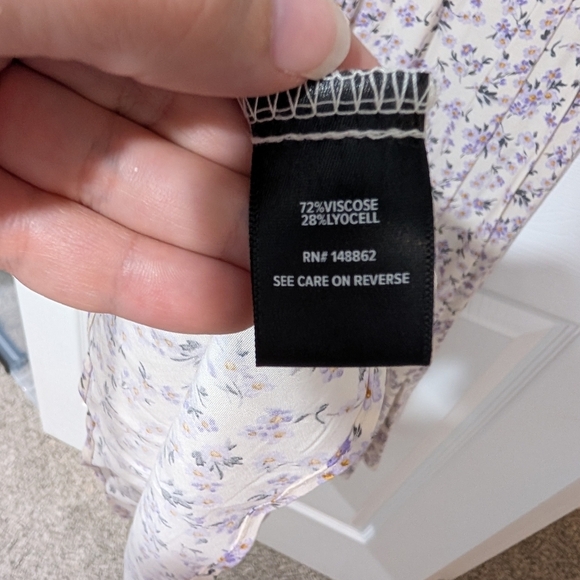 72%VISCOSE
28%LYOCELL
RN# 148862
SEE CARE ON REVERSE